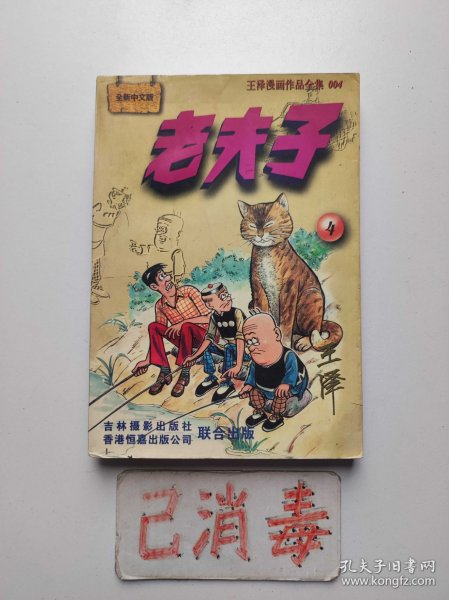 全新中文版
王泽漫画作品全集 004
老夫子
4
王泽
吉林摄影出版社
香港恒嘉出版公司
联合出版
已消毒
孔夫子旧书网
www.kongfz.com